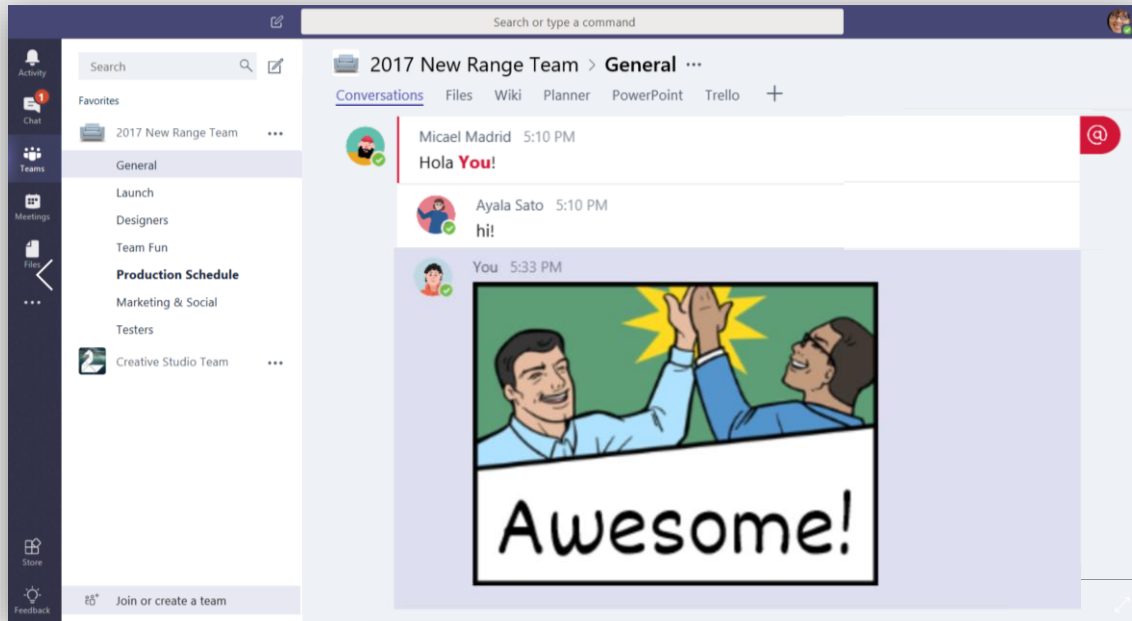 Search or type a command
Activity
1
Chat
Teams
Meetings
Files
Store
Feedback
Search
Favorites
2017 New Range Team
General
Launch
Designers
Team Fun
Production Schedule
Marketing & Social
Testers
Creative Studio Team
Join or create a team
2017 New Range Team > General ...
Conversations Files Wiki Planner PowerPoint Trello +
Micael Madrid 5:10 PM
@
Hola You!
Ayala Sato 5:10 PM
hi!
You 5:33 PM
Awesome!